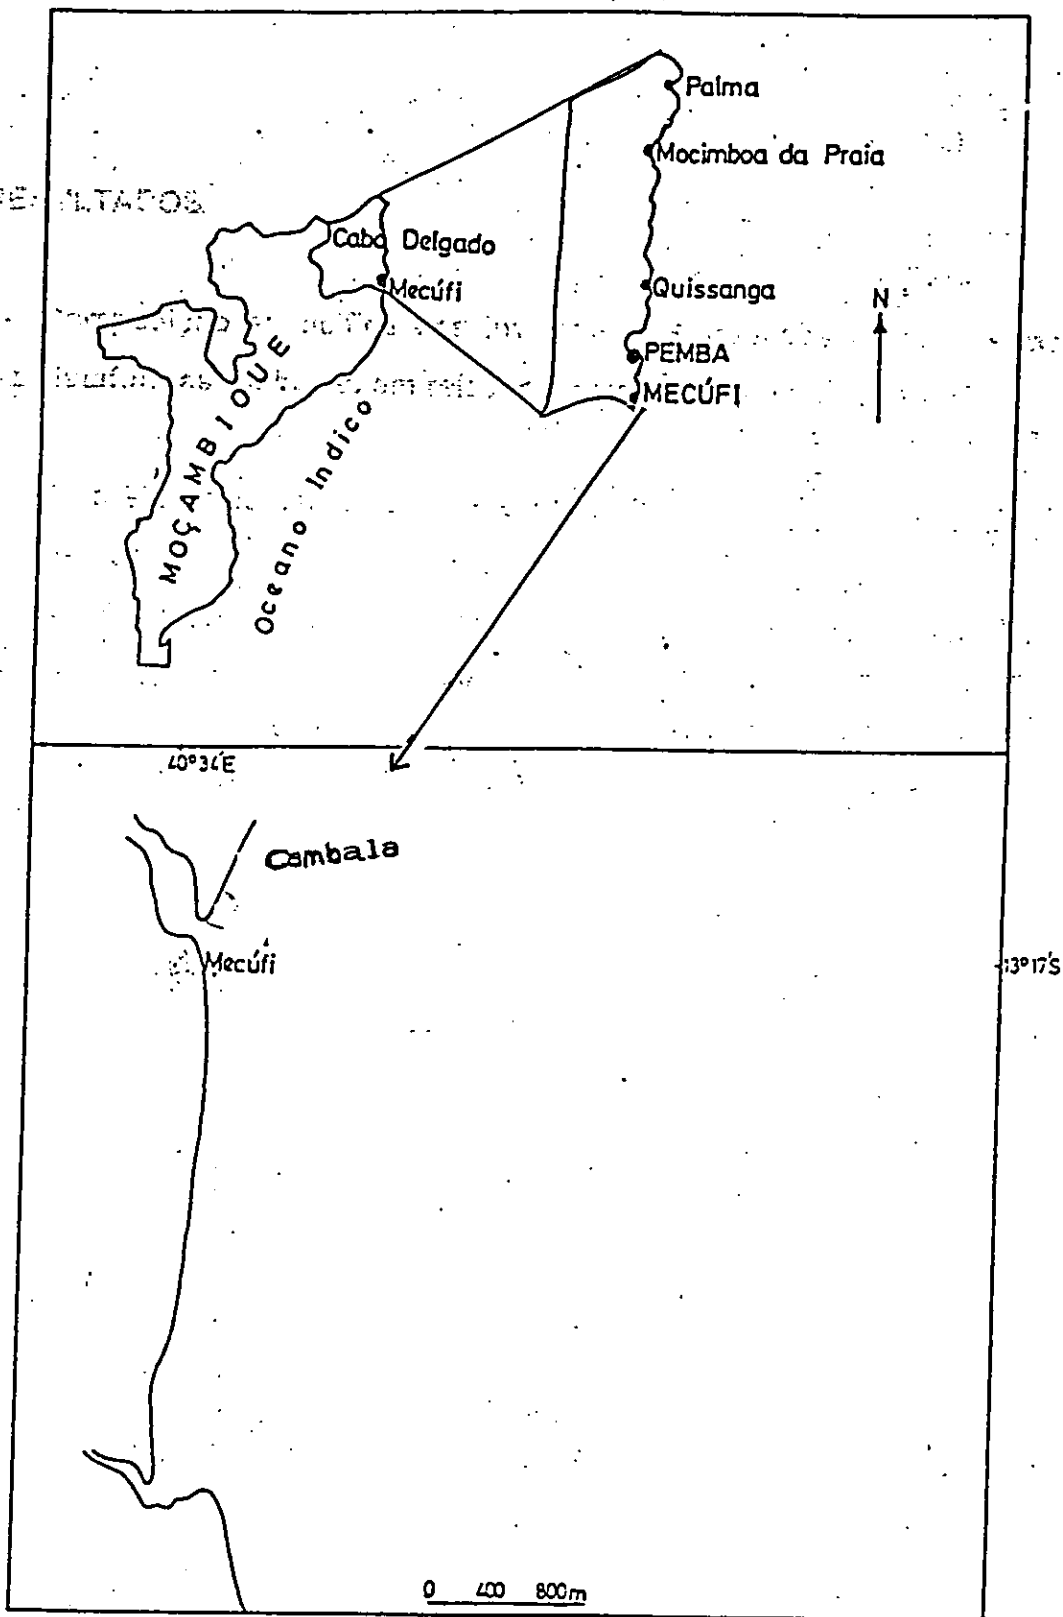 Palma
Mocimboa da Praia
Cabo Delgado
Mecúfi
Quissanga
N
PEMBA
MECÚFI
MOÇAMBIQUE
Oceano Indico
40°34'E
Cambala
Mecúfi
13°17'S
0 400 800m